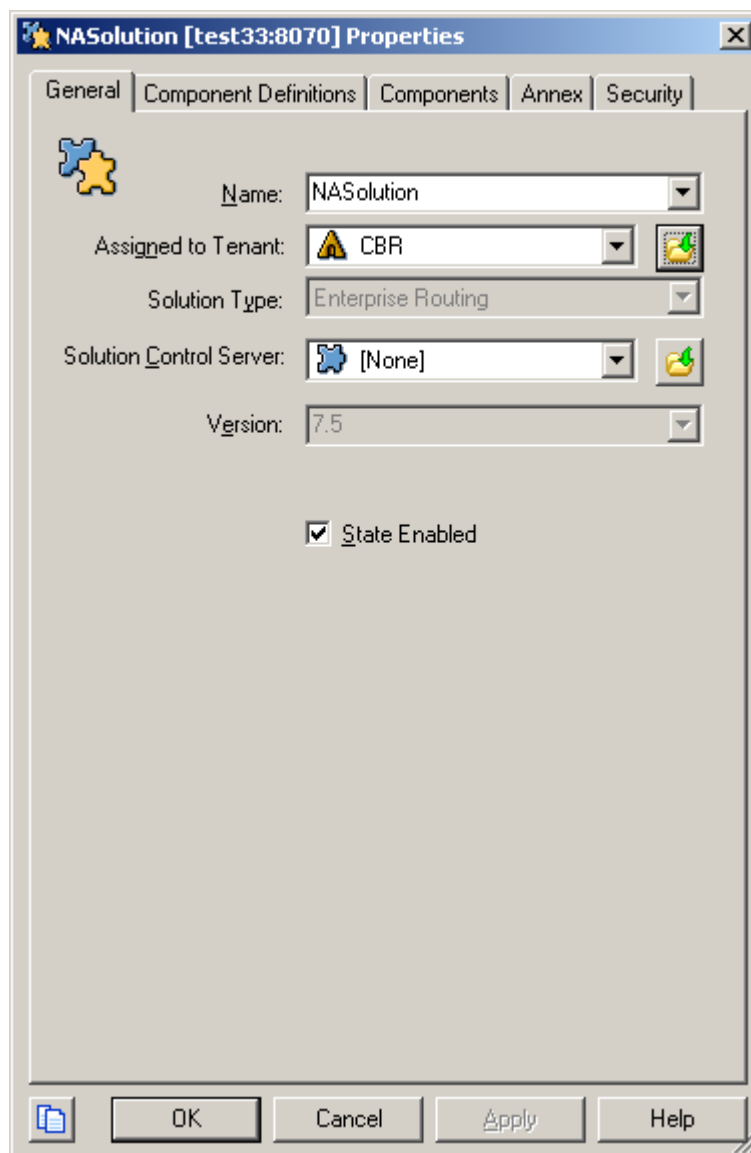 NASolution [test33:8070] Properties
General Component Definitions Components Annex Security
Name: NASolution
Assigned to Tenant: CBR
Solution Type: Enterprise Routing
Solution Control Server: [None]
Version: 7.5
State Enabled
OK Cancel Apply Help